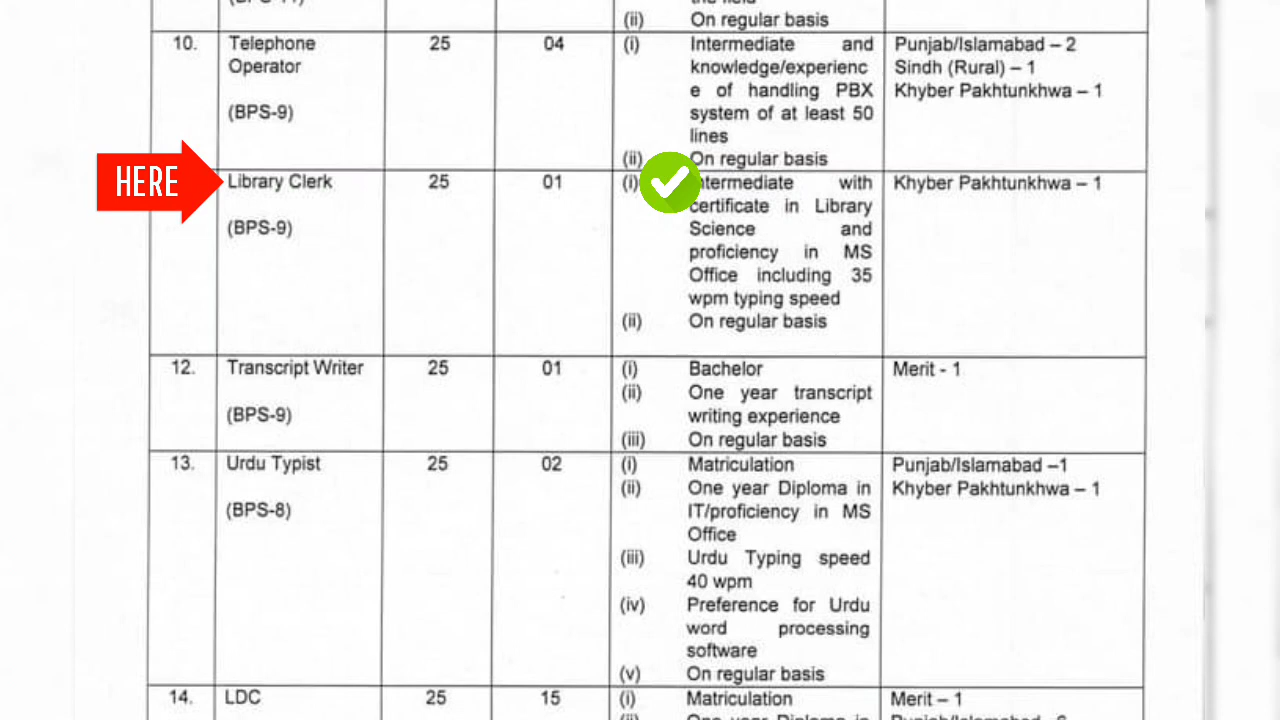 (ii) On regular basis
10. Telephone 25 04 (i) Intermediate and Punjab/Islamabad – 2
Operator knowledge/experienc Sindh (Rural) – 1
e of handling PBX Khyber Pakhtunkhwa – 1
(BPS-9) system of at least 50
lines
(ii) On regular basis
HERE Library Clerk 25 01 (i) ntermediate with Khyber Pakhtunkhwa – 1
certificate in Library
(BPS-9) Science and
proficiency in MS
Office including 35
wpm typing speed
(ii) On regular basis
12. Transcript Writer 25 01 (i) Bachelor Merit - 1
(ii) One year transcript
(BPS-9) writing experience
(iii) On regular basis
13. Urdu Typist 25 02 (i) Matriculation Punjab/Islamabad –1
(ii) One year Diploma in Khyber Pakhtunkhwa – 1
(BPS-8) IT/proficiency in MS
Office
(iii) Urdu Typing speed
40 wpm
(iv) Preference for Urdu
word processing
software
(v) On regular basis
14. LDC 25 15 (i) Matriculation Merit – 1